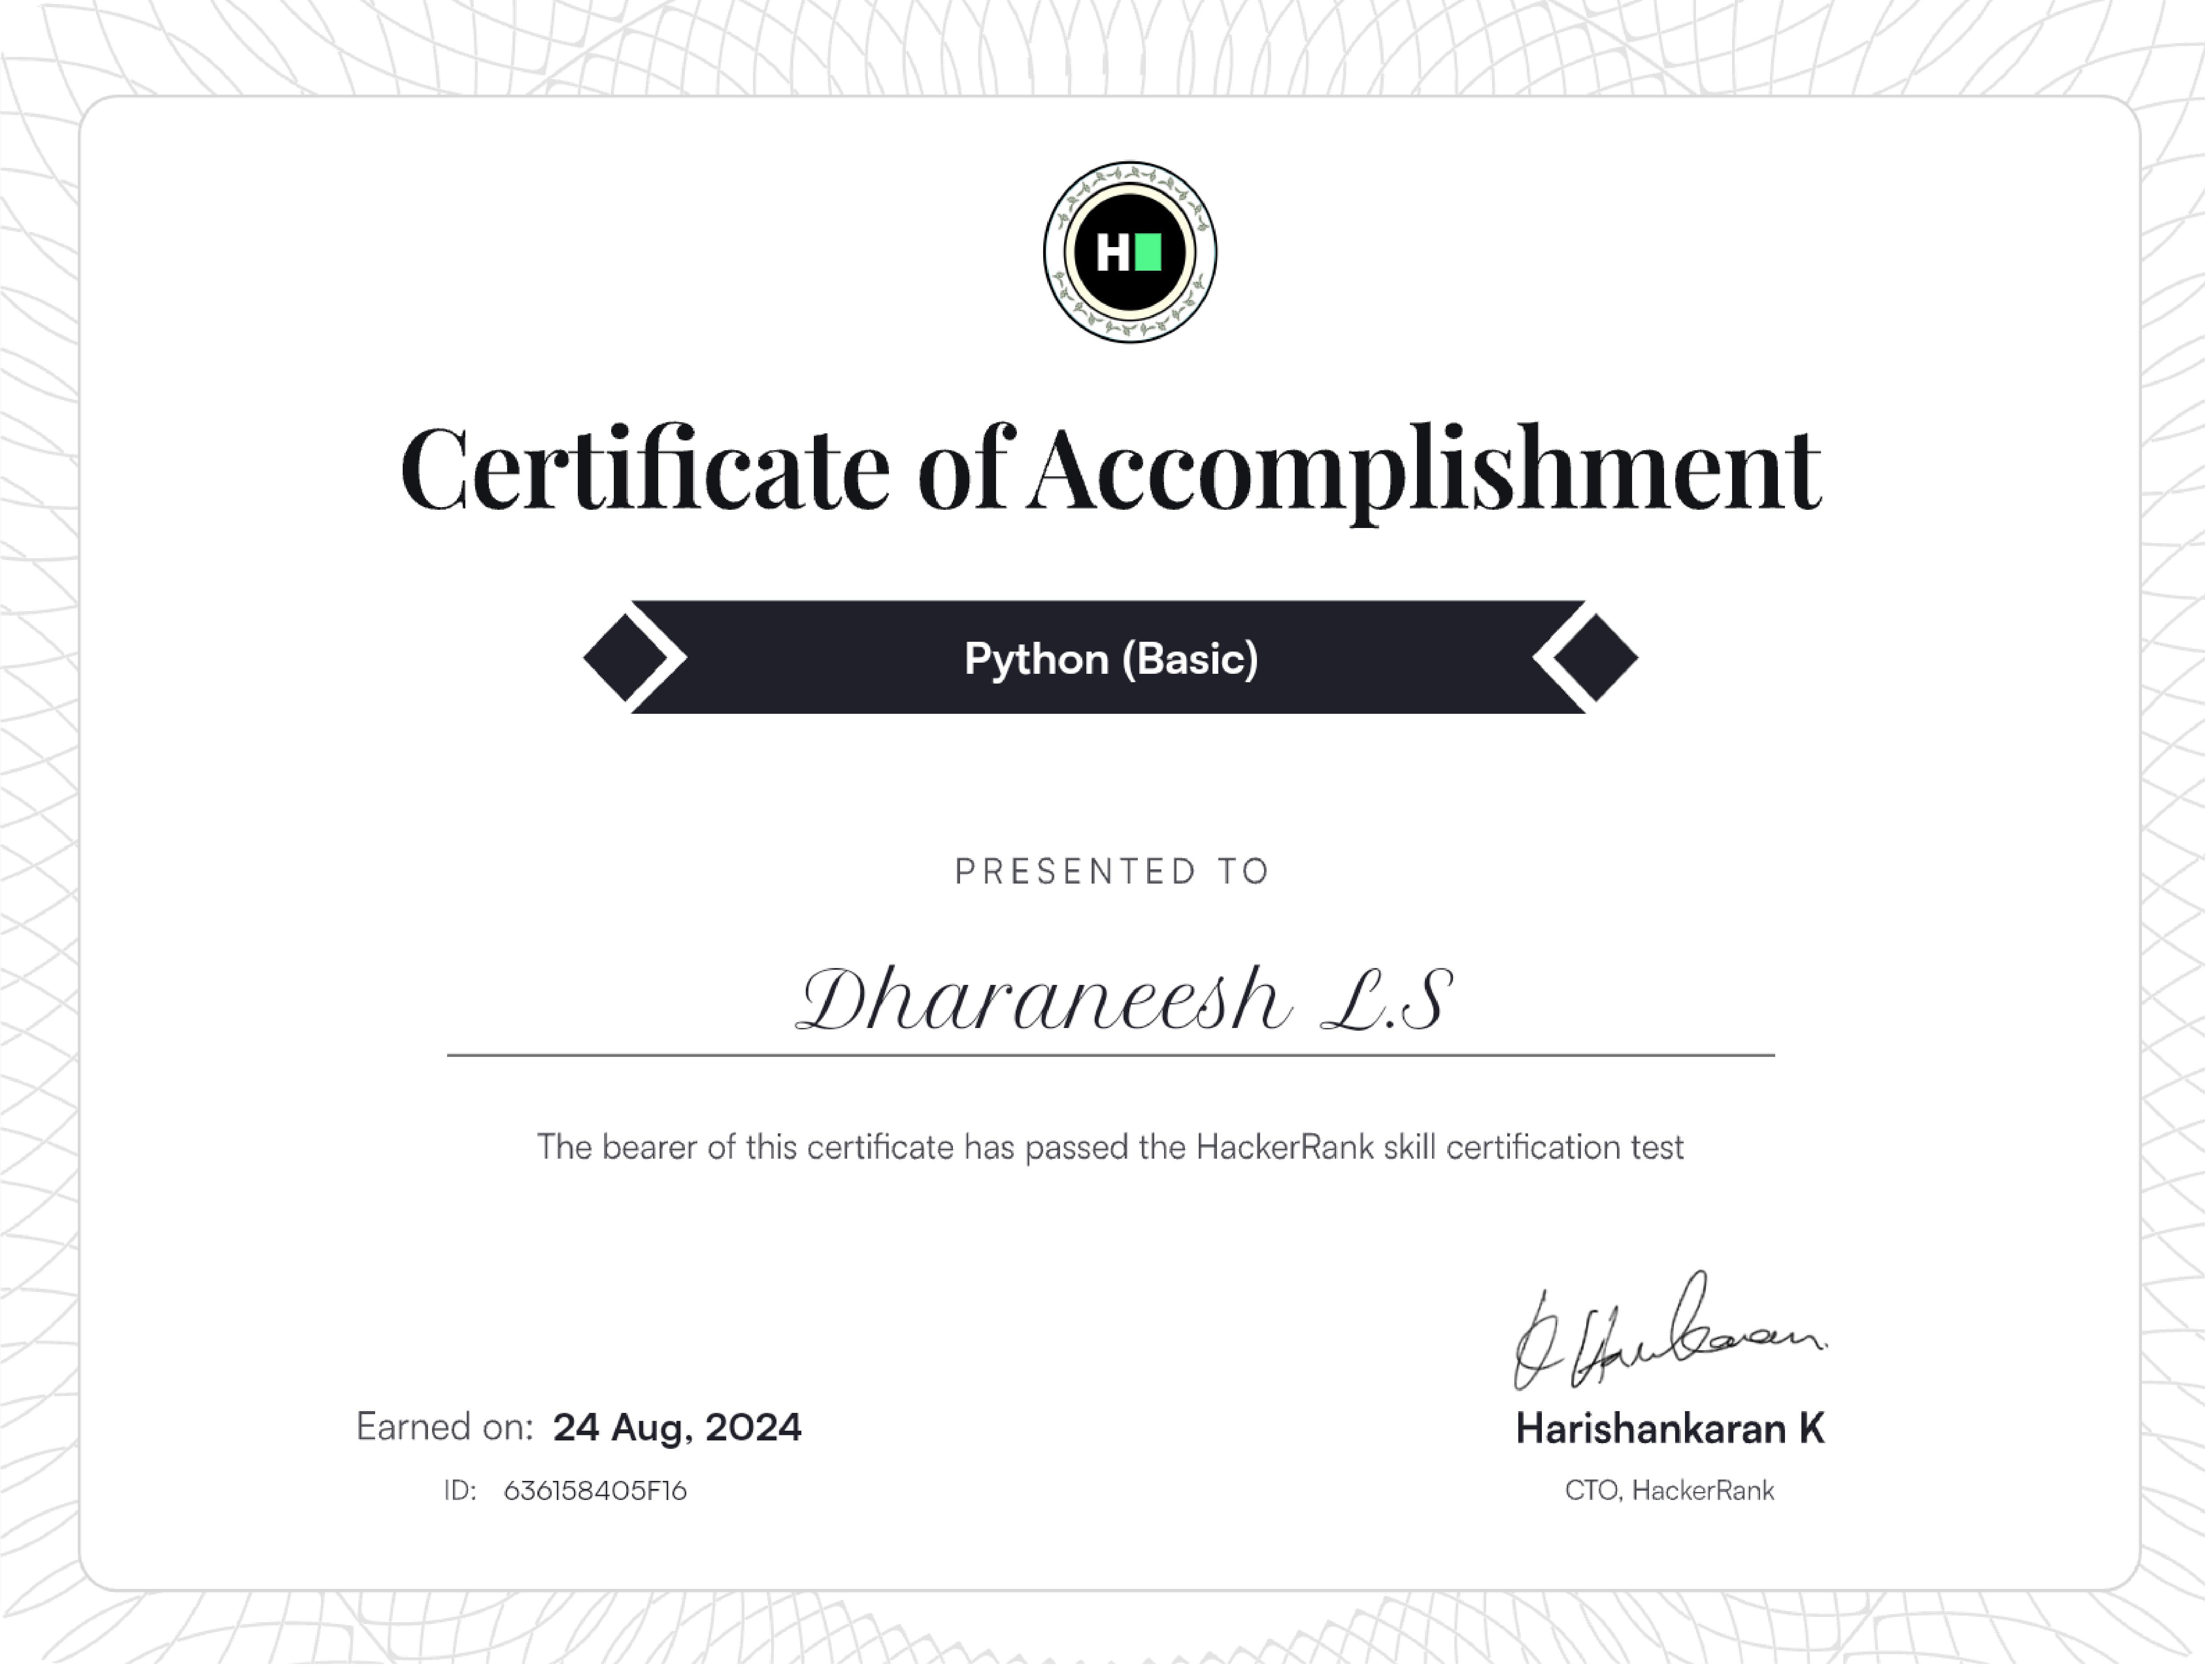 H
Certificate of Accomplishment
Python (Basic)
PRESENTED TO
Dharaneesh L.S
The bearer of this certificate has passed the HackerRank skill certification test
Earned on: 24 Aug, 2024
ID: 636158405F16
Harishankaran K
CTO, HackerRank